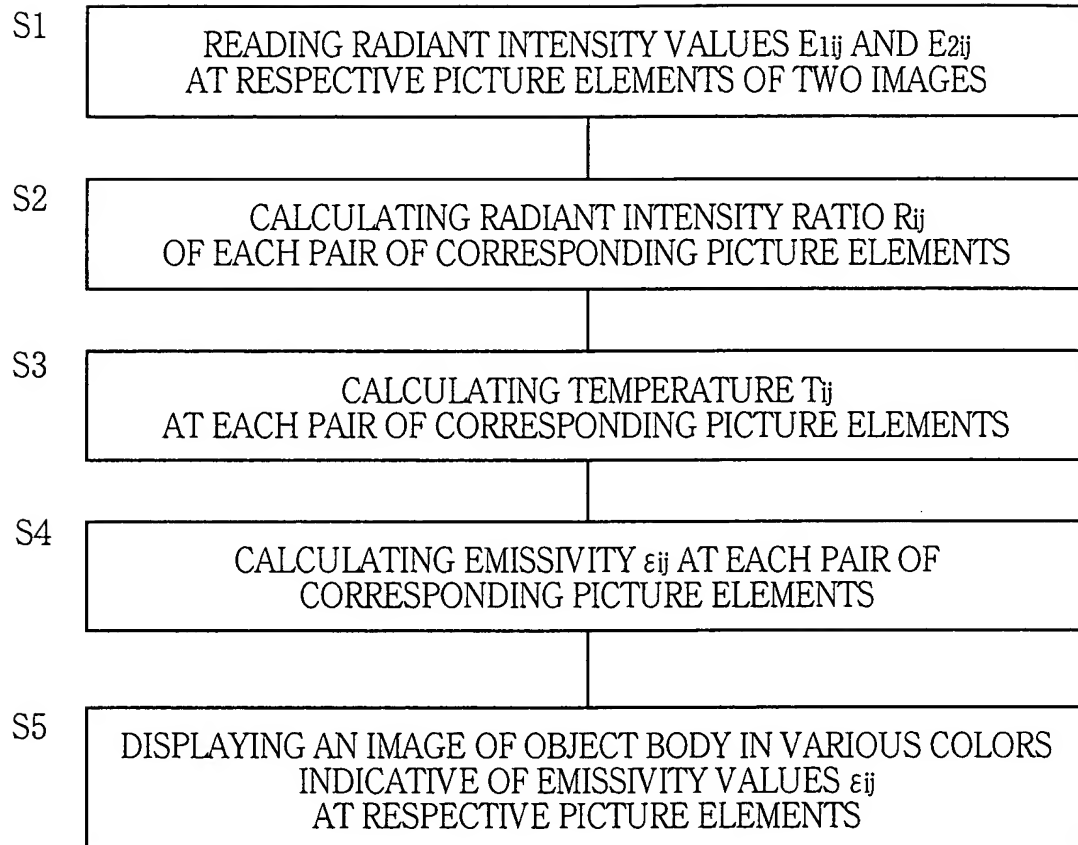 S1
READING RADIANT INTENSITY VALUES E1ij AND E2ij
AT RESPECTIVE PICTURE ELEMENTS OF TWO IMAGES
S2
CALCULATING RADIANT INTENSITY RATIO Rij
OF EACH PAIR OF CORRESPONDING PICTURE ELEMENTS
S3
CALCULATING TEMPERATURE Tij
AT EACH PAIR OF CORRESPONDING PICTURE ELEMENTS
S4
CALCULATING EMISSIVITY εij AT EACH PAIR OF
CORRESPONDING PICTURE ELEMENTS
S5
DISPLAYING AN IMAGE OF OBJECT BODY IN VARIOUS COLORS
INDICATIVE OF EMISSIVITY VALUES εij
AT RESPECTIVE PICTURE ELEMENTS